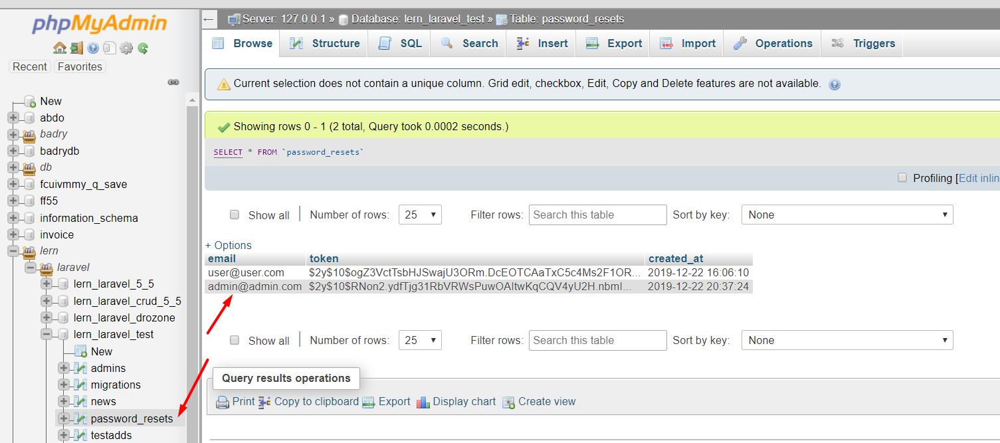 phpMyAdmin
Recent Favorites
New
abdo
badry
badrydb
db
fcuivmmy_q_save
ff55
information_schema
invoice
lern
laravel
lern_laravel_5_5
lern_laravel_crud_5_5
lern_laravel_drozone
lern_laravel_test
New
admins
migrations
news
password_resets
testadds
Server: 127.0.0.1 » Database: lern_laravel_test » Table: password_resets
Browse Structure SQL Search Insert Export Import Operations Triggers
Current selection does not contain a unique column. Grid edit, checkbox, Edit, Copy and Delete features are not available.
Showing rows 0 - 1 (2 total, Query took 0.0002 seconds.)
SELECT * FROM `password_resets`
Profiling [Edit inlin
Show all | Number of rows: 25 Filter rows: Search this table Sort by key: None
+ Options
email token created_at
user@user.com $2y$10$ogZ3VctTsbHJSwajU3ORm.DcEOTCAaTxC5c4Ms2F1OR... 2019-12-22 16:06:10
admin@admin.com $2y$10$RNon2.ydfTjg31RbVRWsPuwOAltwKqCQV4yU2H.nbml... 2019-12-22 20:37:24
Show all | Number of rows: 25 Filter rows: Search this table Sort by key: None
Query results operations
Print Copy to clipboard Export Display chart Create view